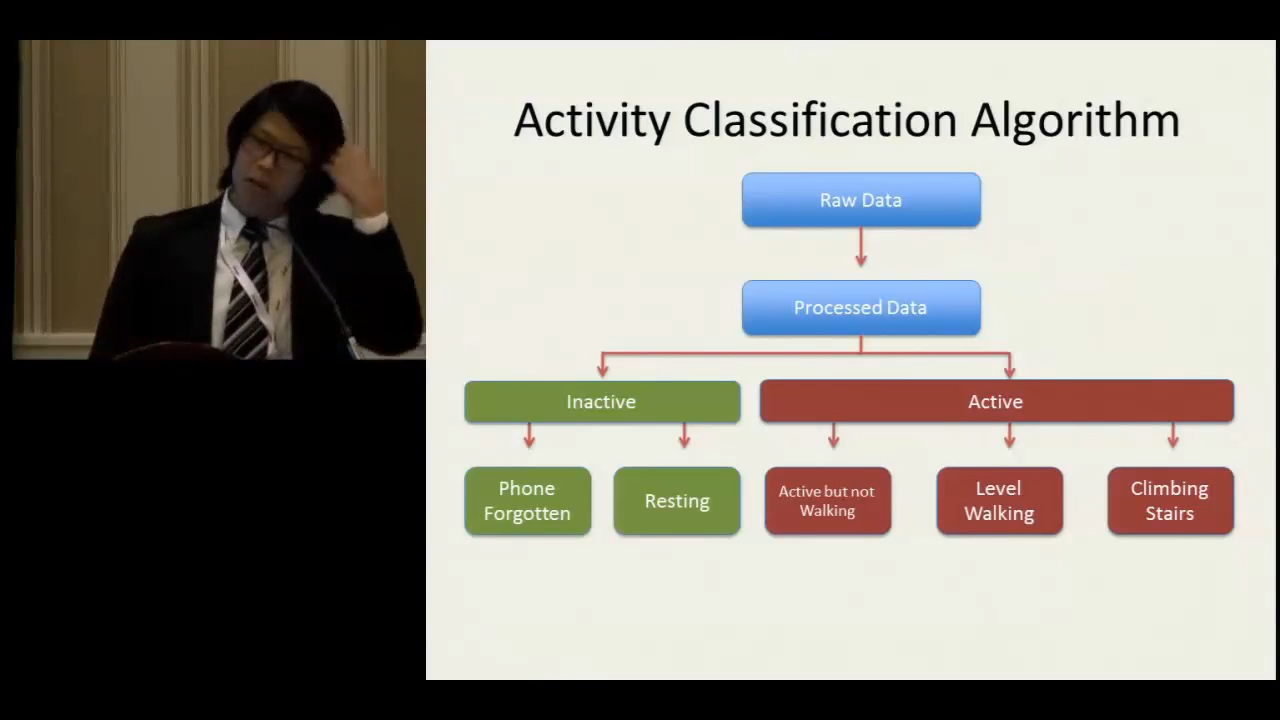 Activity Classification Algorithm
Raw Data
Processed Data
Inactive
Active
Phone
Forgotten
Resting
Active but not
Walking
Level
Walking
Climbing
Stairs